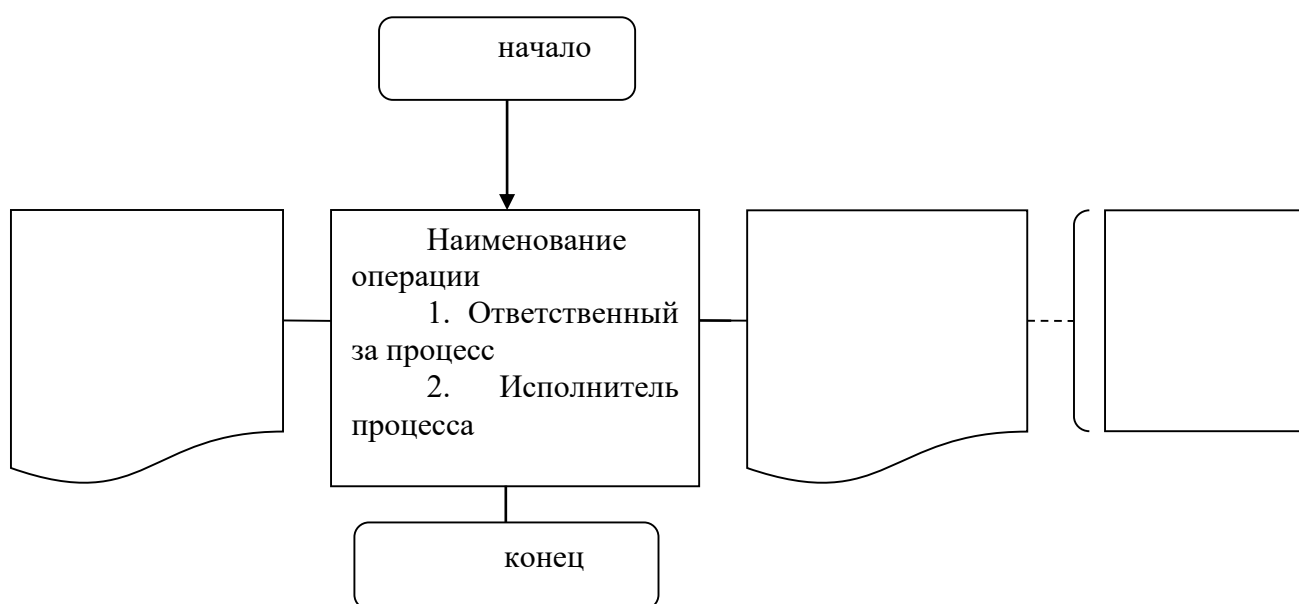 начало
Наименование
операции
1. Ответственный
за процесс
2. Исполнитель
процесса
конец